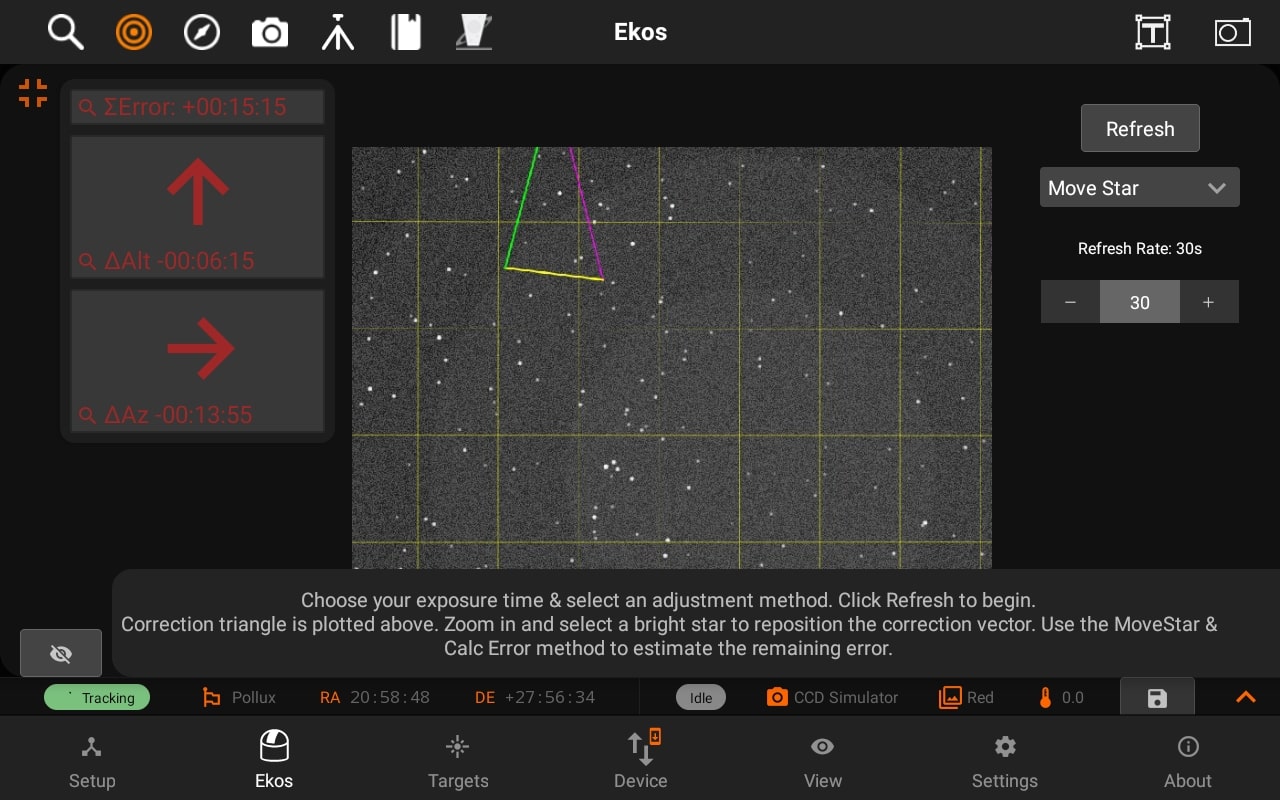 Ekos
T
ΣError: +00:15:15
ΔAlt -00:06:15
ΔAz -00:13:55
Refresh
Move Star
Refresh Rate: 30s
− 30 +
Choose your exposure time & select an adjustment method. Click Refresh to begin.
Correction triangle is plotted above. Zoom in and select a bright star to reposition the correction vector. Use the MoveStar &
Calc Error method to estimate the remaining error.
Tracking Pollux RA 20:58:48 DE +27:56:34 Idle CCD Simulator Red 0.0
Setup Ekos Targets Device View Settings About